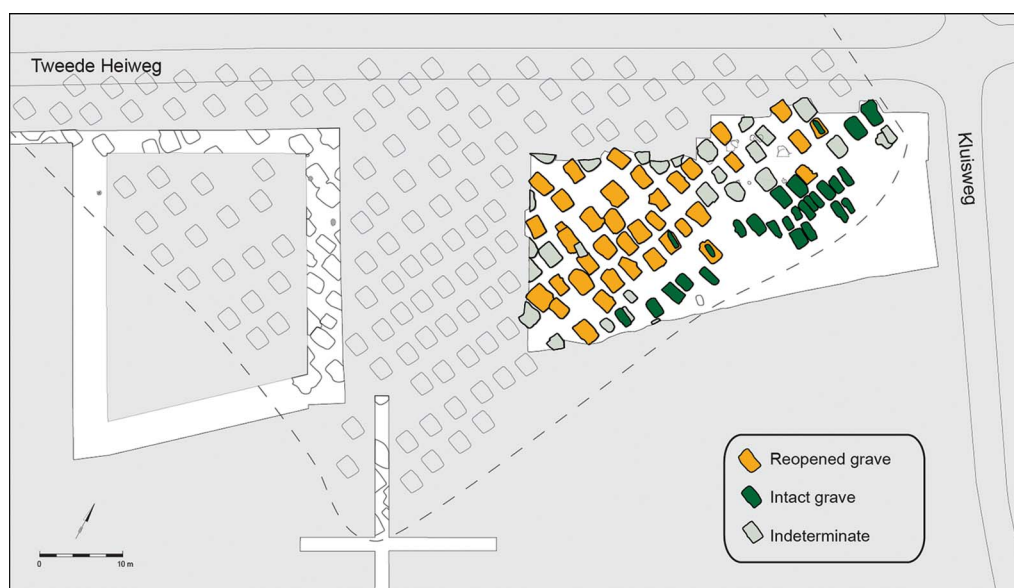 Tweede Heiweg
Kluisweg
Reopened grave
Intact grave
Indeterminate
0 10 m